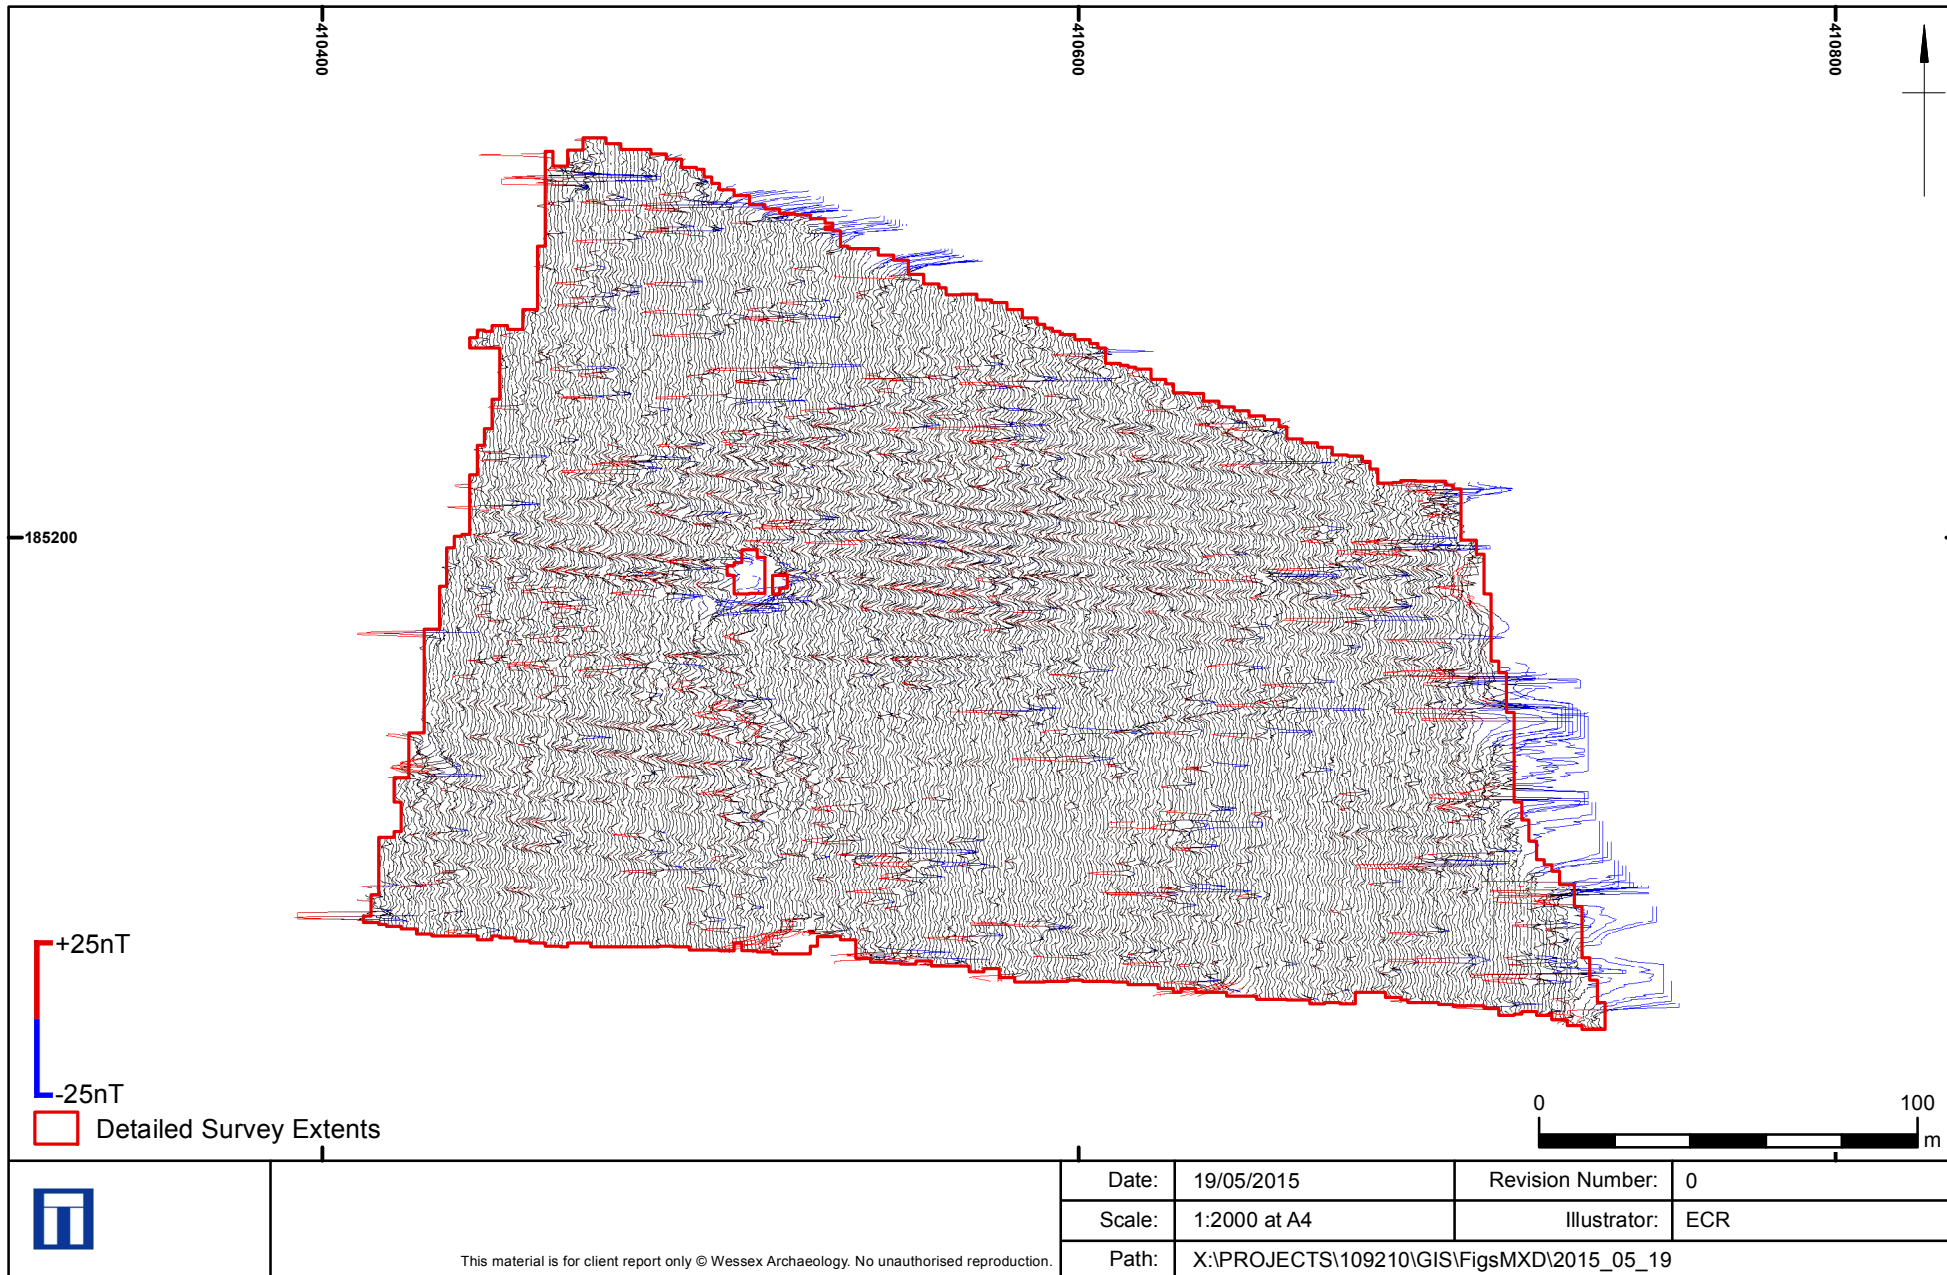 410400
410600
410800
185200
+25nT
-25nT
Detailed Survey Extents
0 100
m
Date: 19/05/2015 Revision Number: 0
Scale: 1:2000 at A4 Illustrator: ECR
This material is for client report only © Wessex Archaeology. No unauthorised reproduction.
Path: X:\PROJECTS\109210\GIS\FigsMXD\2015_05_19